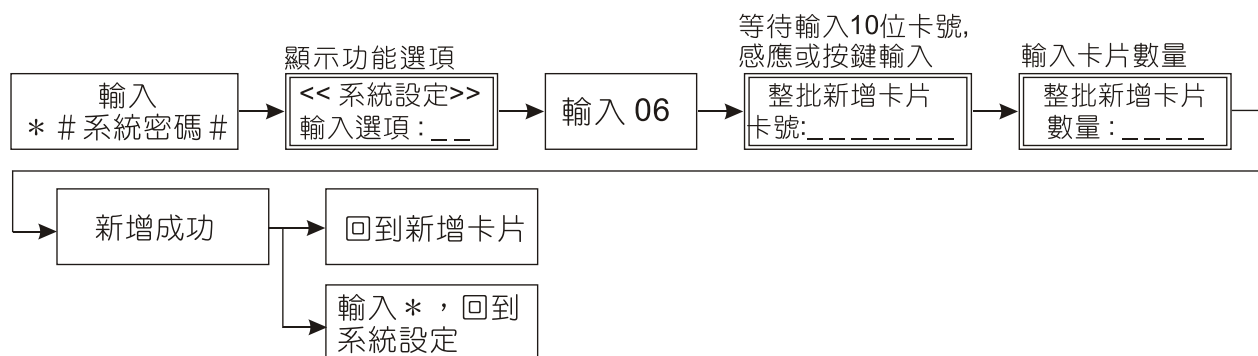 輸入
＊＃系統密碼＃
顯示功能選項
<< 系統設定>>
輸入選項：_ _
輸入 06
等待輸入10位卡號,
感應或按鍵輸入
整批新增卡片
卡號:_ _ _ _ _ _ _
輸入卡片數量
整批新增卡片
數量：_ _ _ _
新增成功
回到新增卡片
輸入＊，回到
系統設定